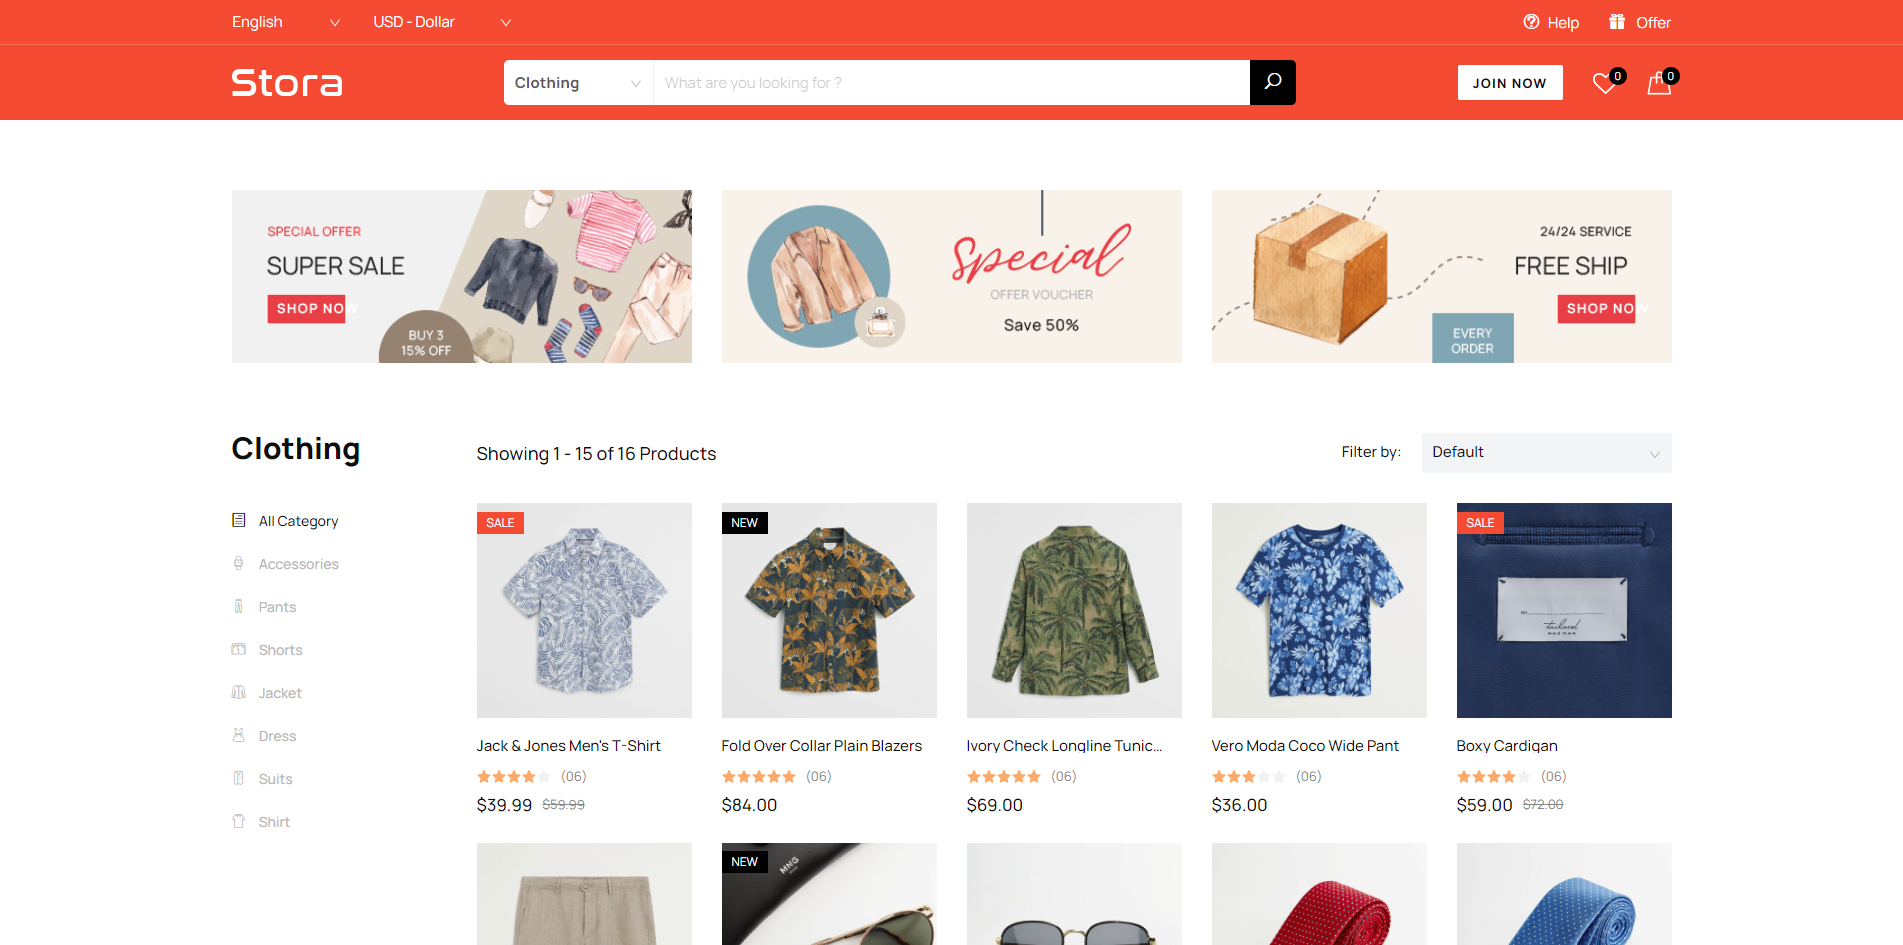 English
USD - Dollar
Help
Offer
Stora
Clothing
What are you looking for ?
JOIN NOW
0
0
SPECIAL OFFER
SUPER SALE
SHOP NOW
BUY 3
15% OFF
Special
OFFER VOUCHER
Save 50%
24/24 SERVICE
FREE SHIP
SHOP NOW
EVERY
ORDER
Clothing
Showing 1 - 15 of 16 Products
Filter by:
Default
All Category
Accessories
Pants
Shorts
Jacket
Dress
Suits
Shirt
SALE
NEW
SALE
Mr.
tailored
MNG MAN
Jack & Jones Men's T-Shirt
Fold Over Collar Plain Blazers
Ivory Check Longline Tunic...
Vero Moda Coco Wide Pant
Boxy Cardigan
(06)
(06)
(06)
(06)
(06)
$39.99 $59.99
$84.00
$69.00
$36.00
$59.00 $72.00
NEW
MNG